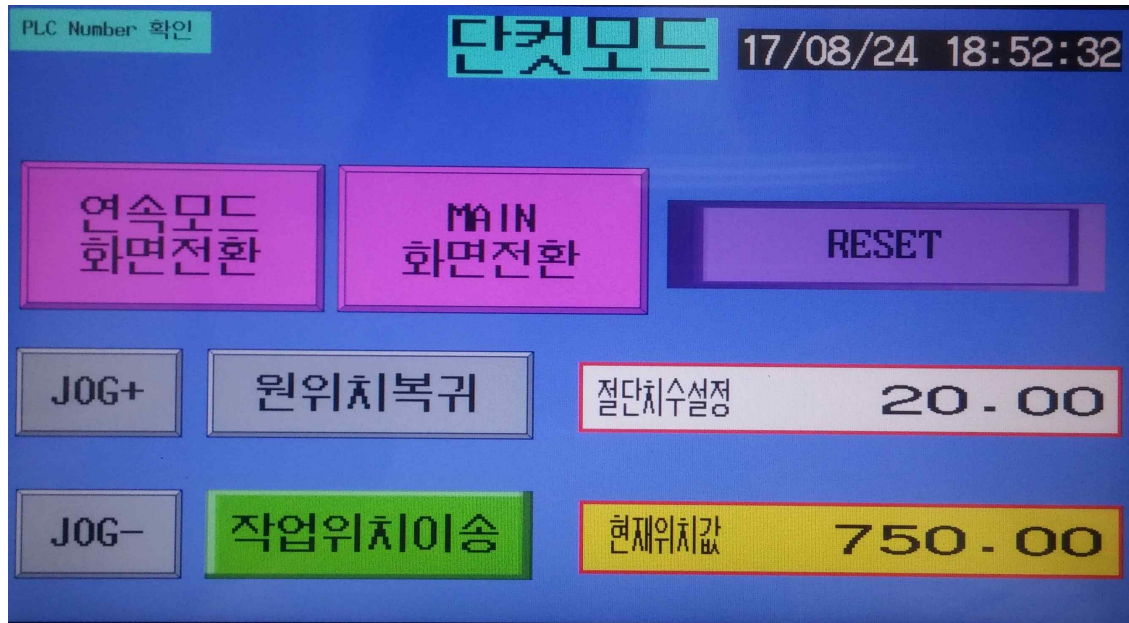 PLC Number 확인
단컷모드
17/08/24 18:52:32
연속모드
화면전환
MAIN
화면전환
RESET
JOG+
원위치복귀
절단치수설정 20.00
JOG-
작업위치이송
현재위치값 750.00